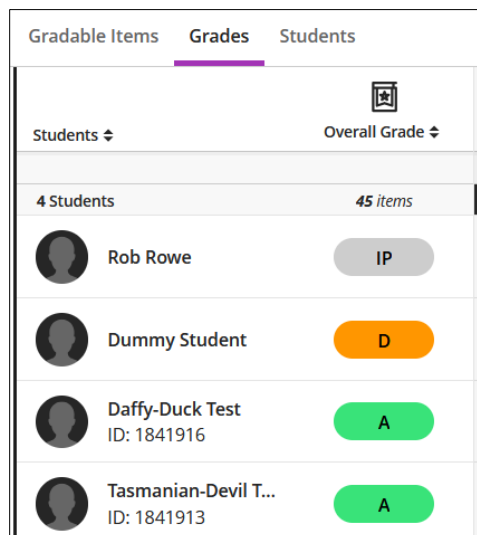 Gradable Items Grades Students
Students Overall Grade
4 Students 45 items
Rob Rowe IP
Dummy Student D
Daffy-Duck Test
ID: 1841916 A
Tasmanian-Devil T...
ID: 1841913 A